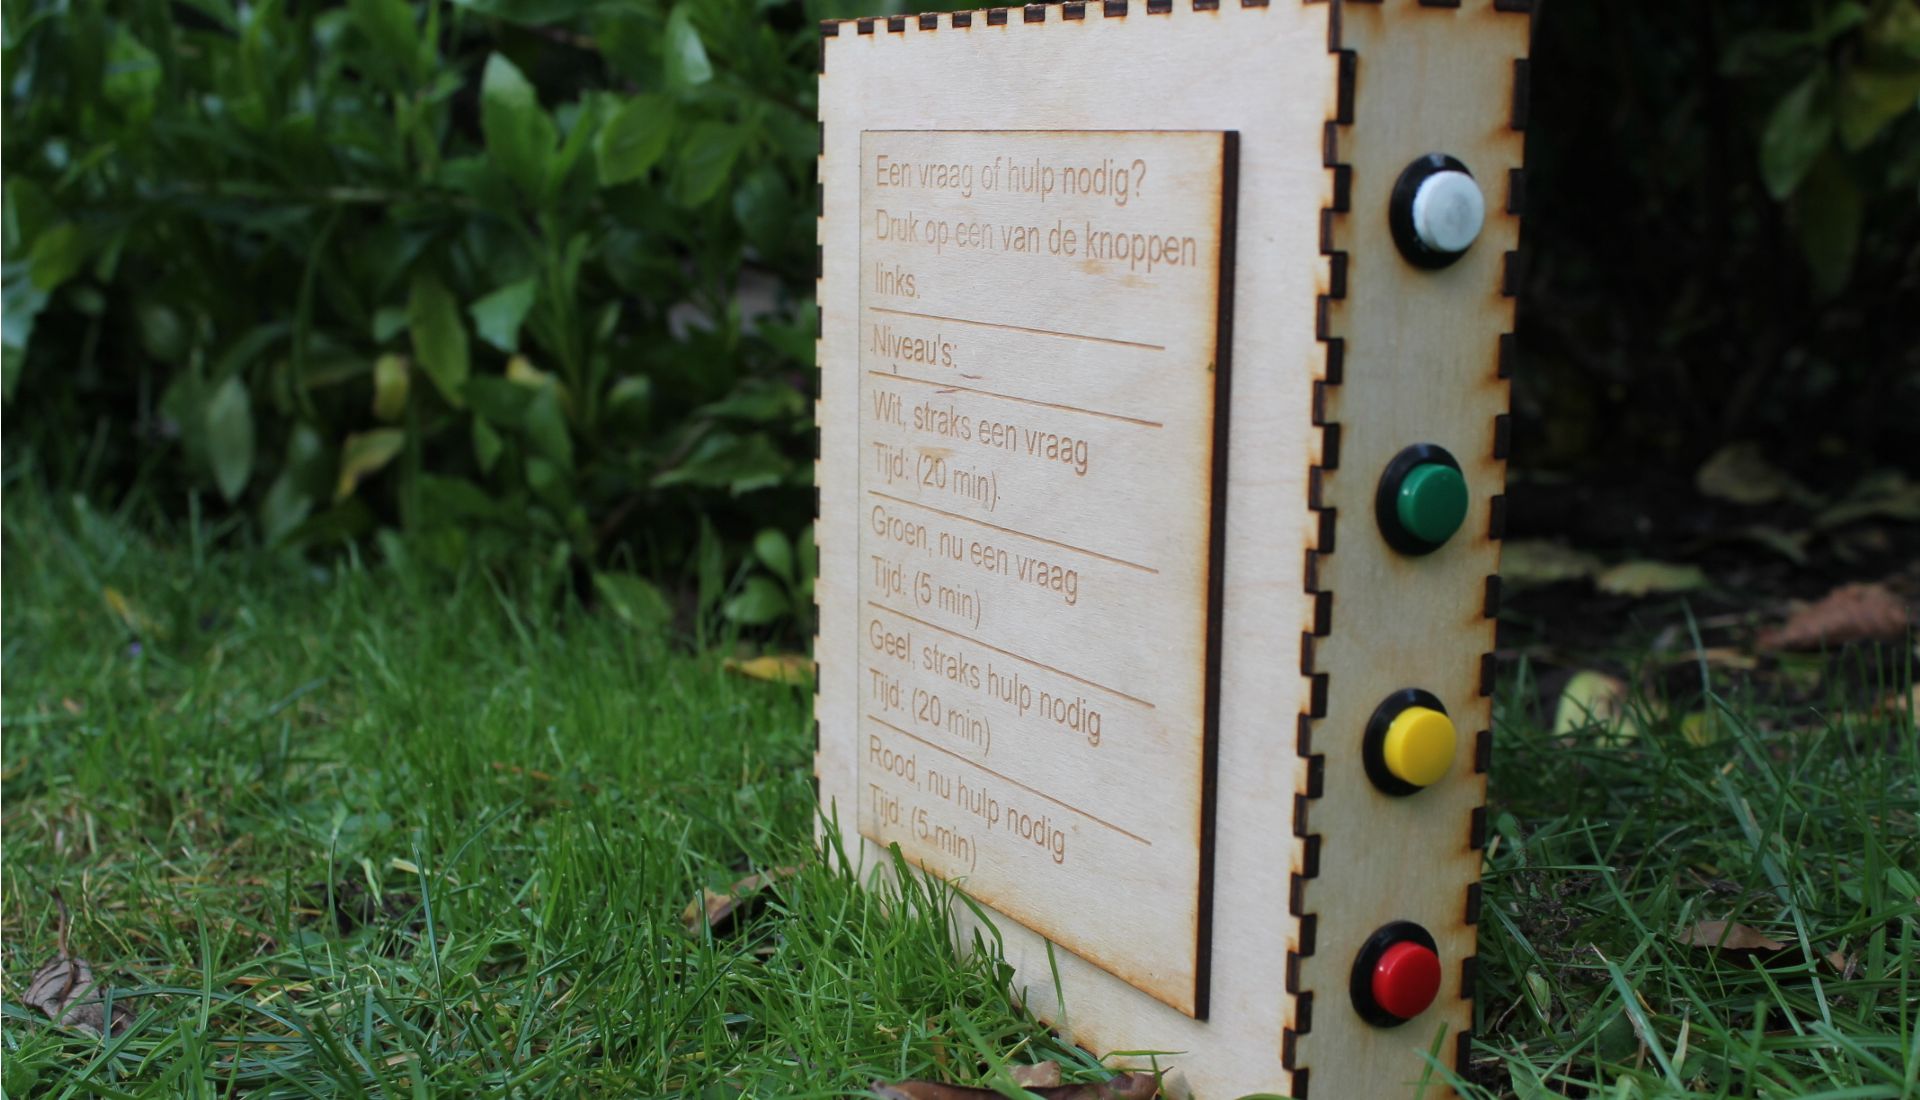 Een vraag of hulp nodig?
Druk op een van de knoppen
links.
Niveau's:
Wit, straks een vraag
Tijd: (20 min)
Groen, nu een vraag
Tijd: (5 min)
Geel, straks hulp nodig
Tijd: (20 min)
Rood, nu hulp nodig
Tijd: (5 min)